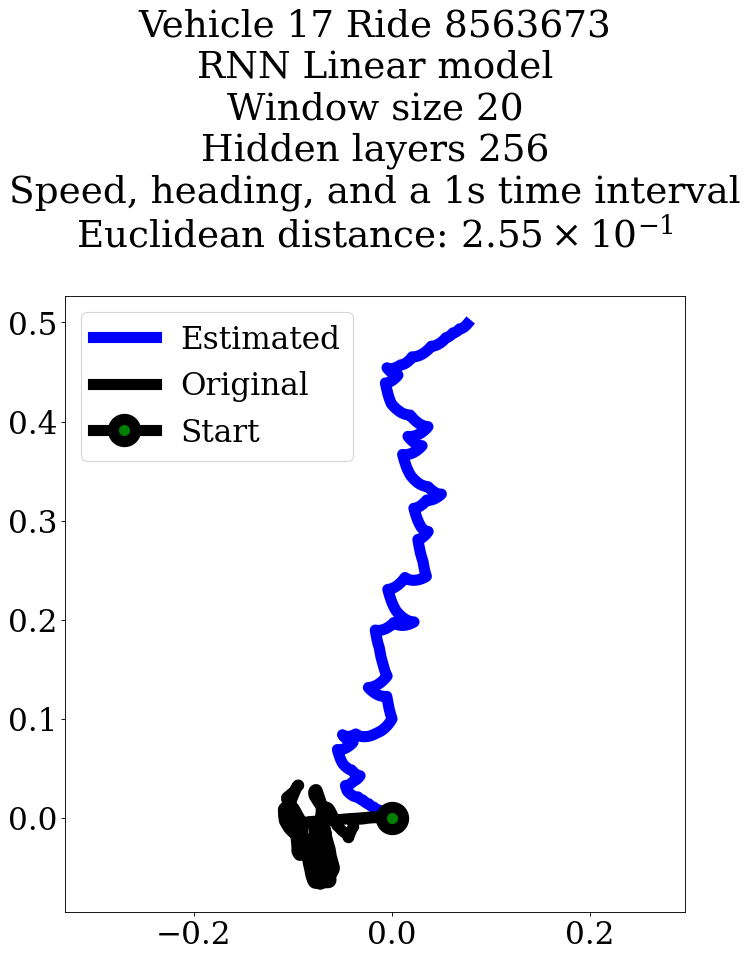 Vehicle 17 Ride 8563673
RNN Linear model
Window size 20
Hidden layers 256
Speed, heading, and a 1s time interval
Euclidean distance: 2.55 × 10⁻¹
Estimated
Original
Start
0.5
0.4
0.3
0.2
0.1
0.0
−0.2 0.0 0.2